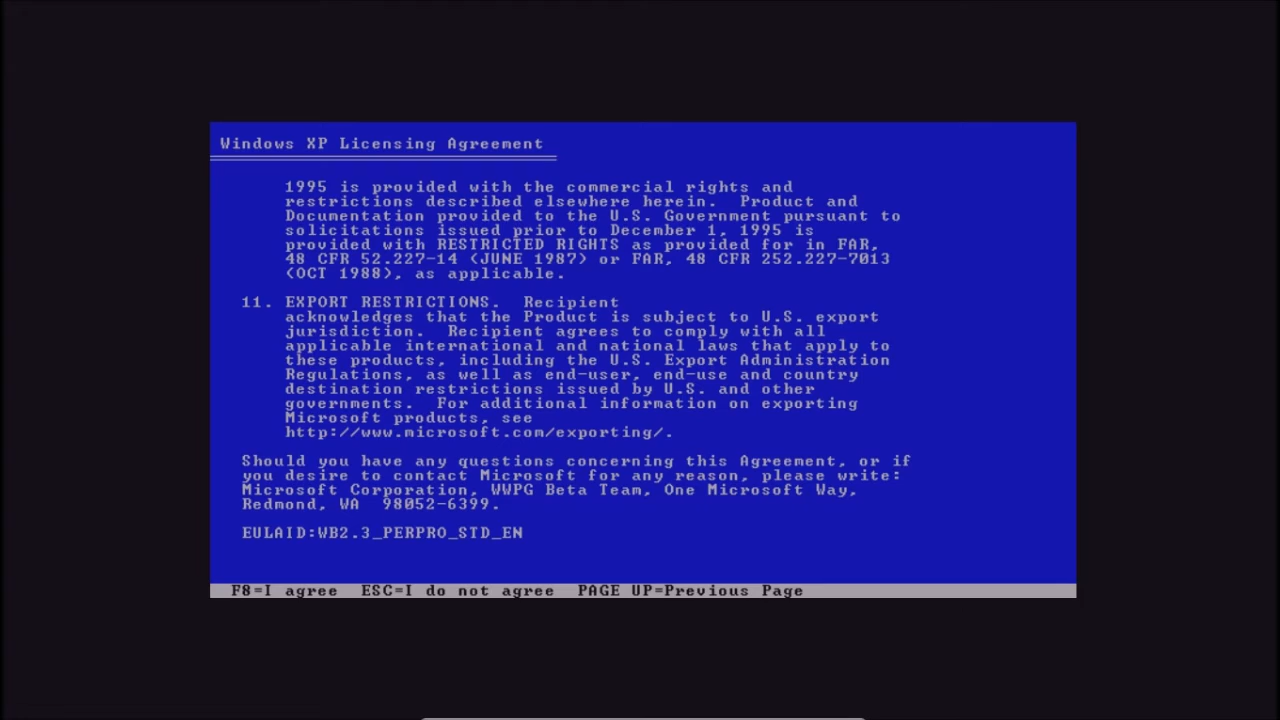 Windows XP Licensing Agreement
1995 is provided with the commercial rights and
restrictions described elsewhere herein.  Product and
Documentation provided to the U.S. Government pursuant to
solicitations issued prior to December 1, 1995 is
provided with RESTRICTED RIGHTS as provided for in FAR,
48 CFR 52.227-14 (JUNE 1987) or FAR, 48 CFR 252.227-7013
(OCT 1988), as applicable.
11. EXPORT RESTRICTIONS.  Recipient
acknowledges that the Product is subject to U.S. export
jurisdiction.  Recipient agrees to comply with all
applicable international and national laws that apply to
these products, including the U.S. Export Administration
Regulations, as well as end-user, end-use and country
destination restrictions issued by U.S. and other
governments.  For additional information on exporting
Microsoft products, see
http://www.microsoft.com/exporting/.
Should you have any questions concerning this Agreement, or if
you desire to contact Microsoft for any reason, please write:
Microsoft Corporation, WWPG Beta Team, One Microsoft Way,
Redmond, WA  98052-6399.
EULAID:WB2.3_PERPRO_STD_EN
F8=I agree  ESC=I do not agree  PAGE UP=Previous Page